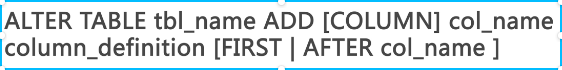 ALTER TABLE tbl_name ADD [COLUMN] col_name
column_definition [FIRST | AFTER col_name ]